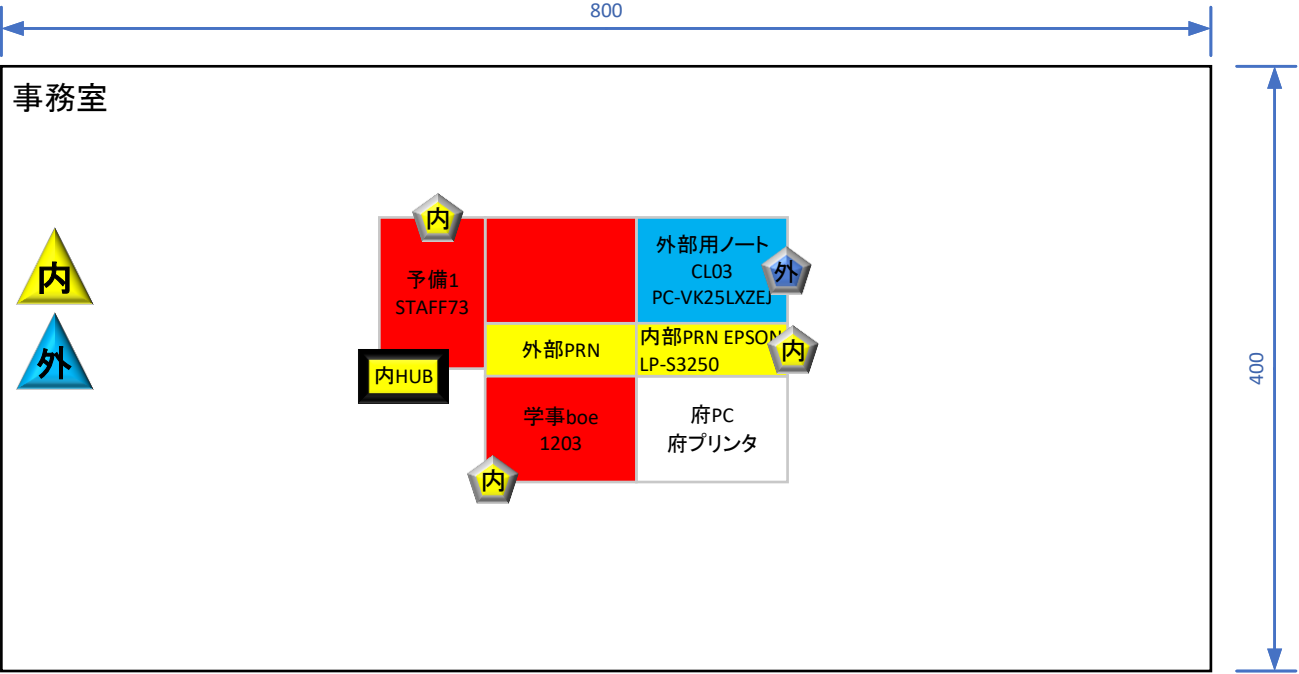 800
事務室
内
外部用ノート
CL03
PC-VK25LXZEJ
外
予備1
STAFF73
内
外部PRN
内部PRN EPSON
LP-S3250
内
外
内HUB
学事boe
1203
府PC
府プリンタ
内
400